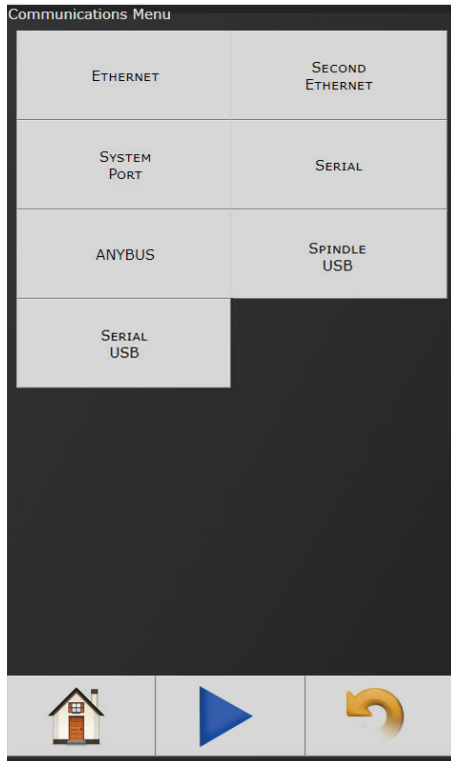 Communications Menu
Ethernet
Second
Ethernet
System
Port
Serial
ANYBUS
Spindle
USB
Serial
USB